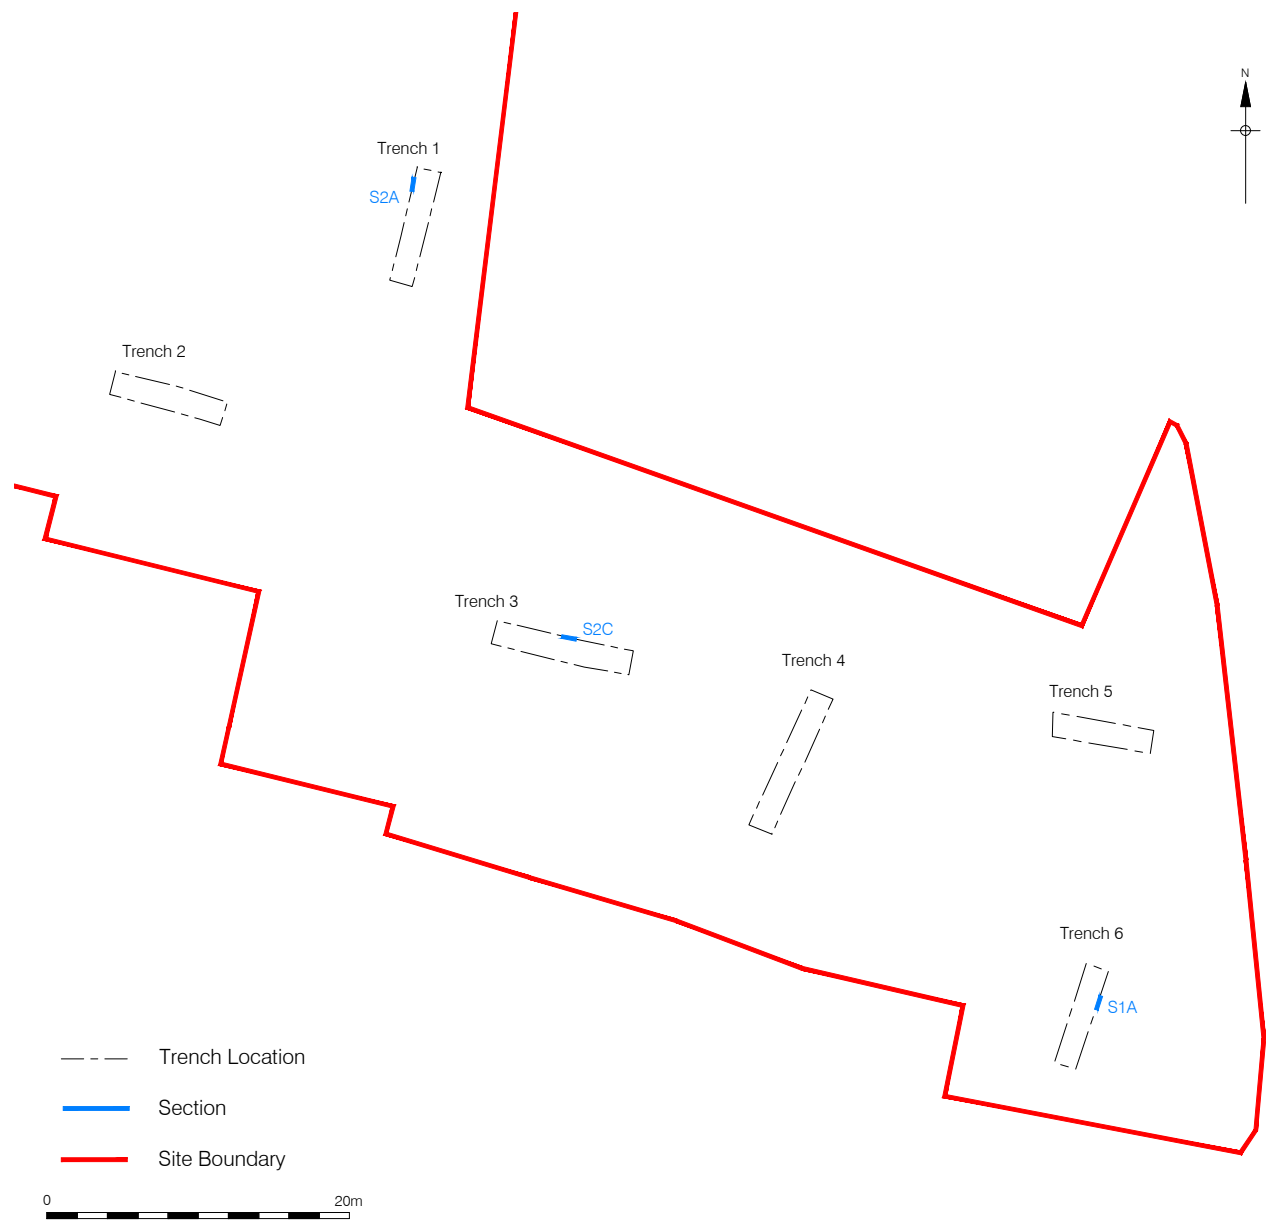 N
Trench 1
S2A
Trench 2
Trench 3
S2C
Trench 4
Trench 5
Trench 6
S1A
Trench Location
Section
Site Boundary
0 20m